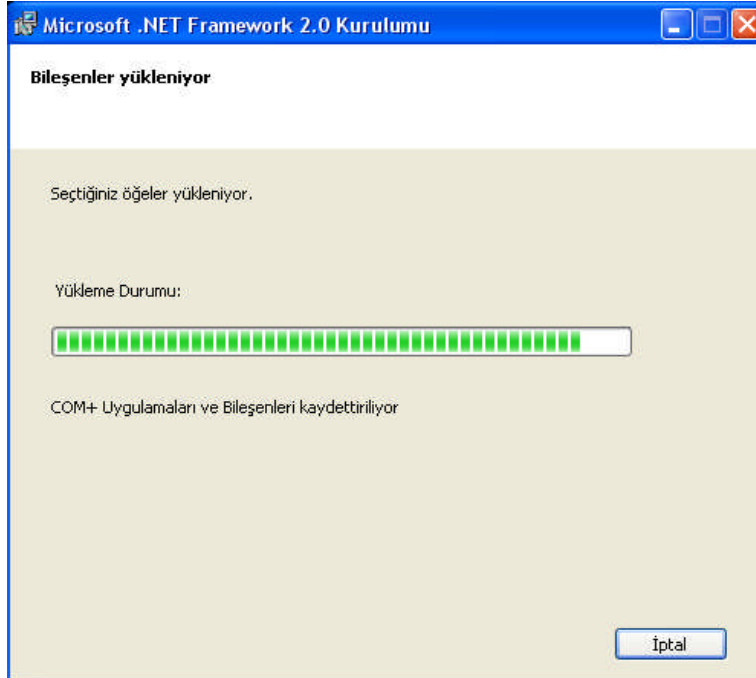 Microsoft .NET Framework 2.0 Kurulumu
Bileşenler yükleniyor
Seçtiğiniz öğeler yükleniyor.
Yükleme Durumu:
COM+ Uygulamaları ve Bileşenleri kaydettiriliyor
İptal